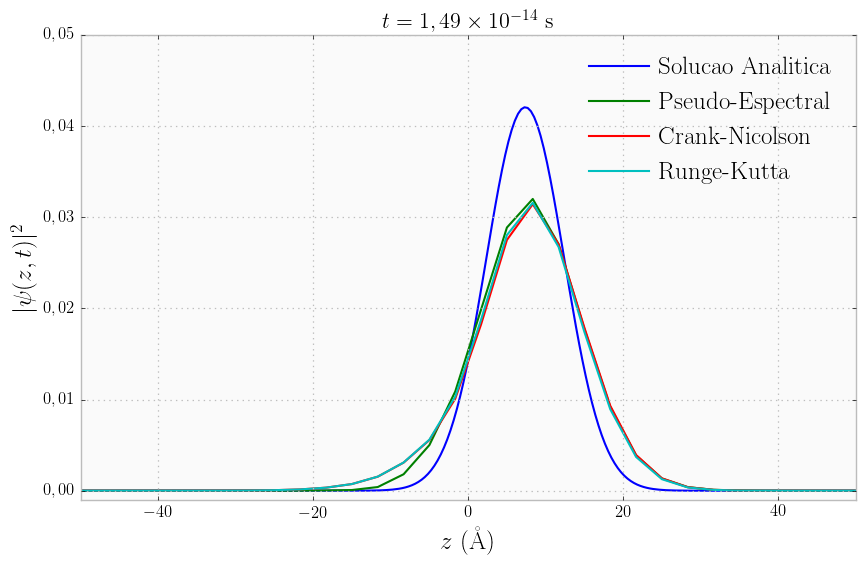 t = 1,49 × 10⁻¹⁴ s
0,05
0,04
0,03
0,02
0,01
0,00
|ψ(z, t)|²
Solucao Analitica
Pseudo-Espectral
Crank-Nicolson
Runge-Kutta
−40 −20 0 20 40
z (Å)